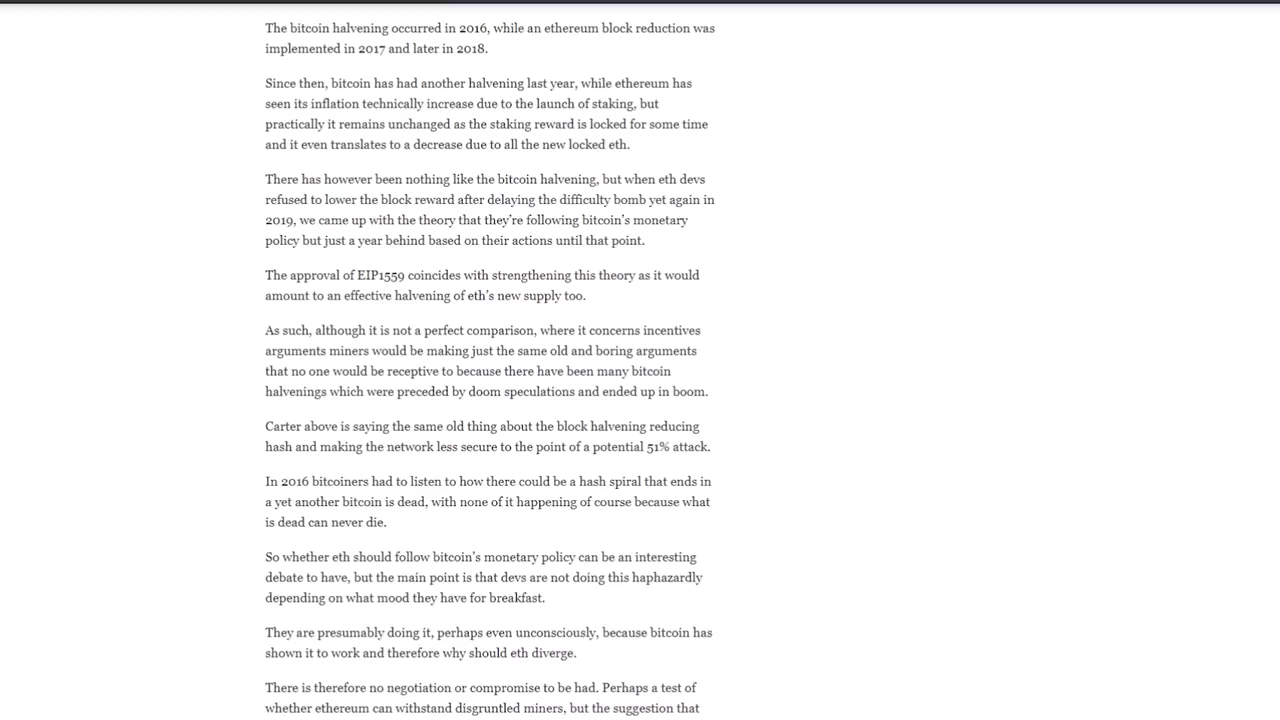 The bitcoin halvening occurred in 2016, while an ethereum block reduction was
implemented in 2017 and later in 2018.
Since then, bitcoin has had another halvening last year, while ethereum has
seen its inflation technically increase due to the launch of staking, but
practically it remains unchanged as the staking reward is locked for some time
and it even translates to a decrease due to all the new locked eth.
There has however been nothing like the bitcoin halvening, but when eth devs
refused to lower the block reward after delaying the difficulty bomb yet again in
2019, we came up with the theory that they're following bitcoin's monetary
policy but just a year behind based on their actions until that point.
The approval of EIP1559 coincides with strengthening this theory as it would
amount to an effective halvening of eth's new supply too.
As such, although it is not a perfect comparison, where it concerns incentives
arguments miners would be making just the same old and boring arguments
that no one would be receptive to because there have been many bitcoin
halvenings which were preceded by doom speculations and ended up in boom.
Carter above is saying the same old thing about the block halvening reducing
hash and making the network less secure to the point of a potential 51% attack.
In 2016 bitcoiners had to listen to how there could be a hash spiral that ends in
a yet another bitcoin is dead, with none of it happening of course because what
is dead can never die.
So whether eth should follow bitcoin's monetary policy can be an interesting
debate to have, but the main point is that devs are not doing this haphazardly
depending on what mood they have for breakfast.
They are presumably doing it, perhaps even unconsciously, because bitcoin has
shown it to work and therefore why should eth diverge.
There is therefore no negotiation or compromise to be had. Perhaps a test of
whether ethereum can withstand disgruntled miners, but the suggestion that